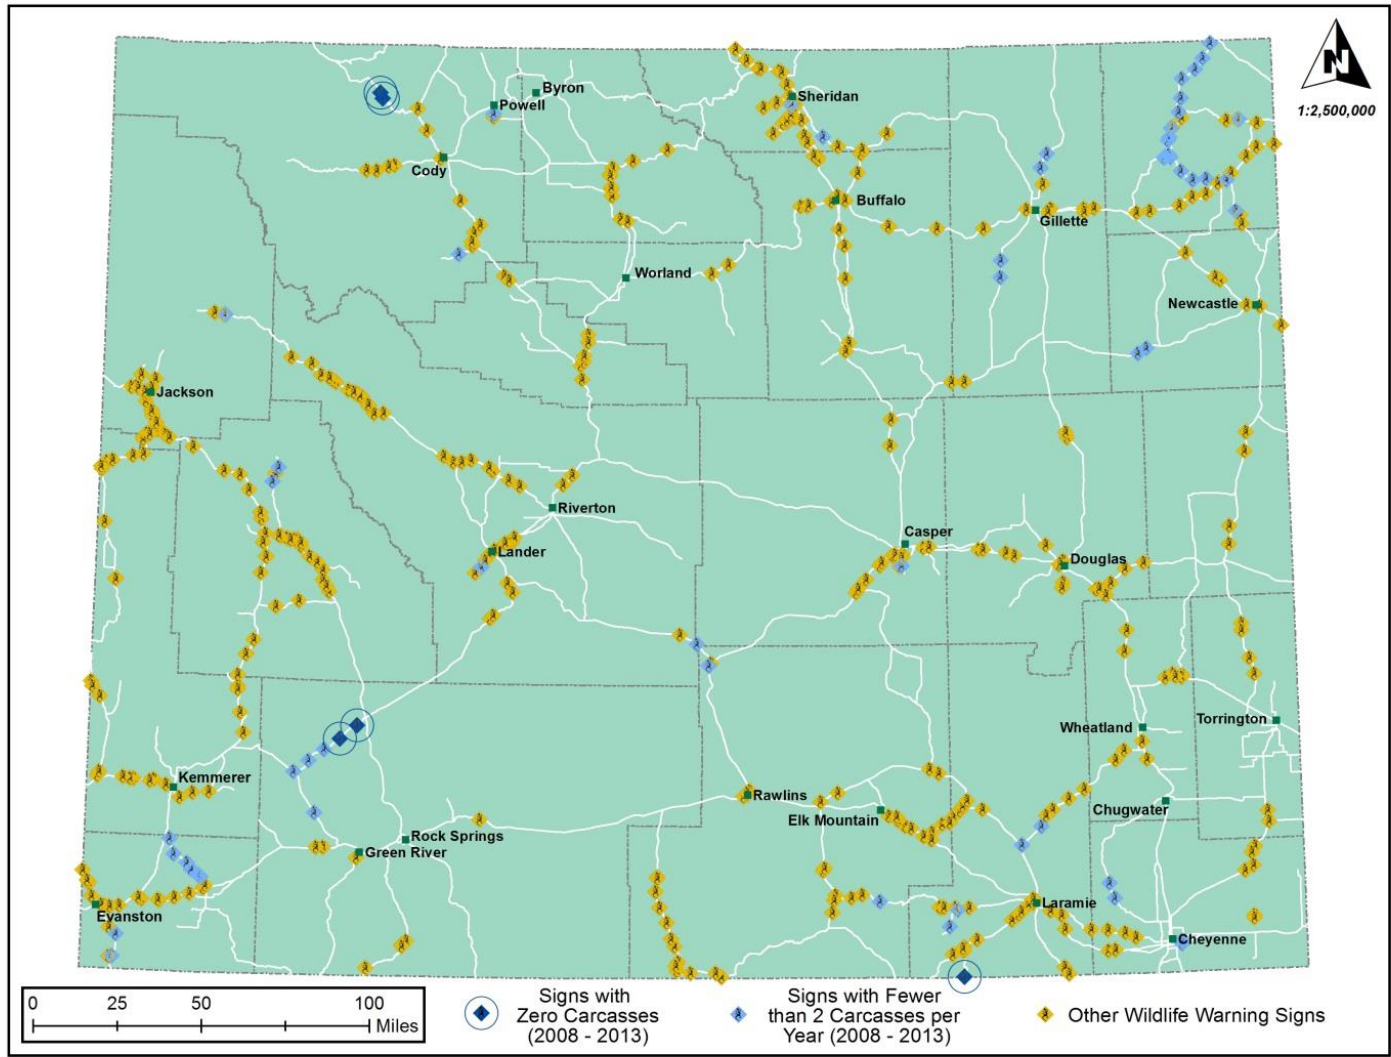 N
1:2,500,000
Byron
Powell
Sheridan
Cody
Buffalo
Gillette
Worland
Newcastle
Jackson
Riverton
Casper
Lander
Douglas
Wheatland
Torrington
Kemmerer
Rawlins
Chugwater
Elk Mountain
Rock Springs
Green River
Laramie
Evanston
Cheyenne
0 25 50 100
Miles
Signs with
Zero Carcasses
(2008 - 2013)
Signs with Fewer
than 2 Carcasses per
Year (2008 - 2013)
Other Wildlife Warning Signs